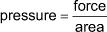 pressure = force / area